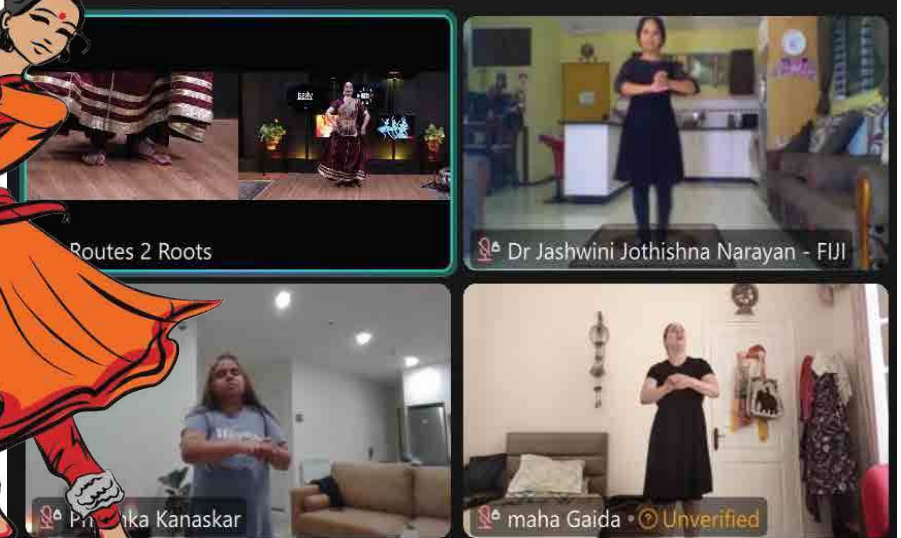 Routes 2 Roots
Dr Jashwini Jothishna Narayan - FIJI
Kanaskar
maha Gaida • Unverified